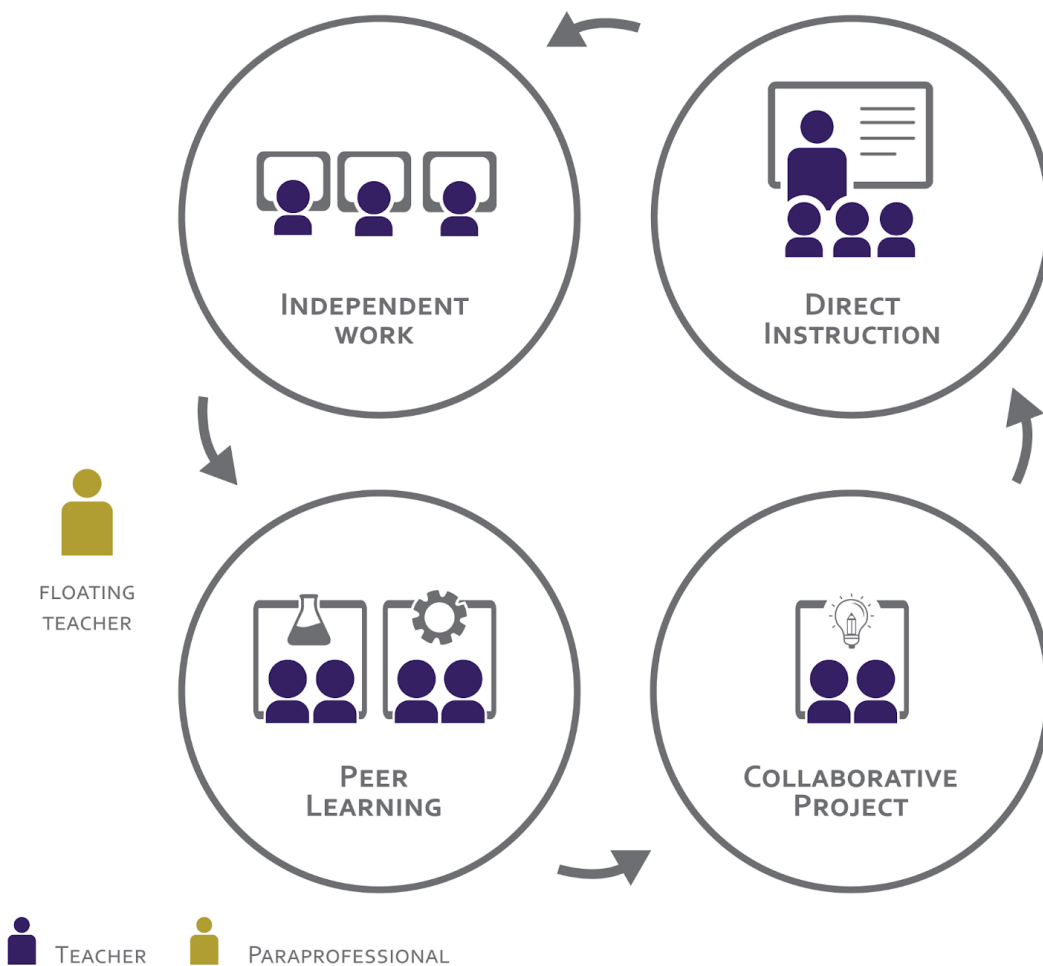 Independent
work
Direct
Instruction
floating
teacher
Peer
Learning
Collaborative
Project
Teacher
Paraprofessional